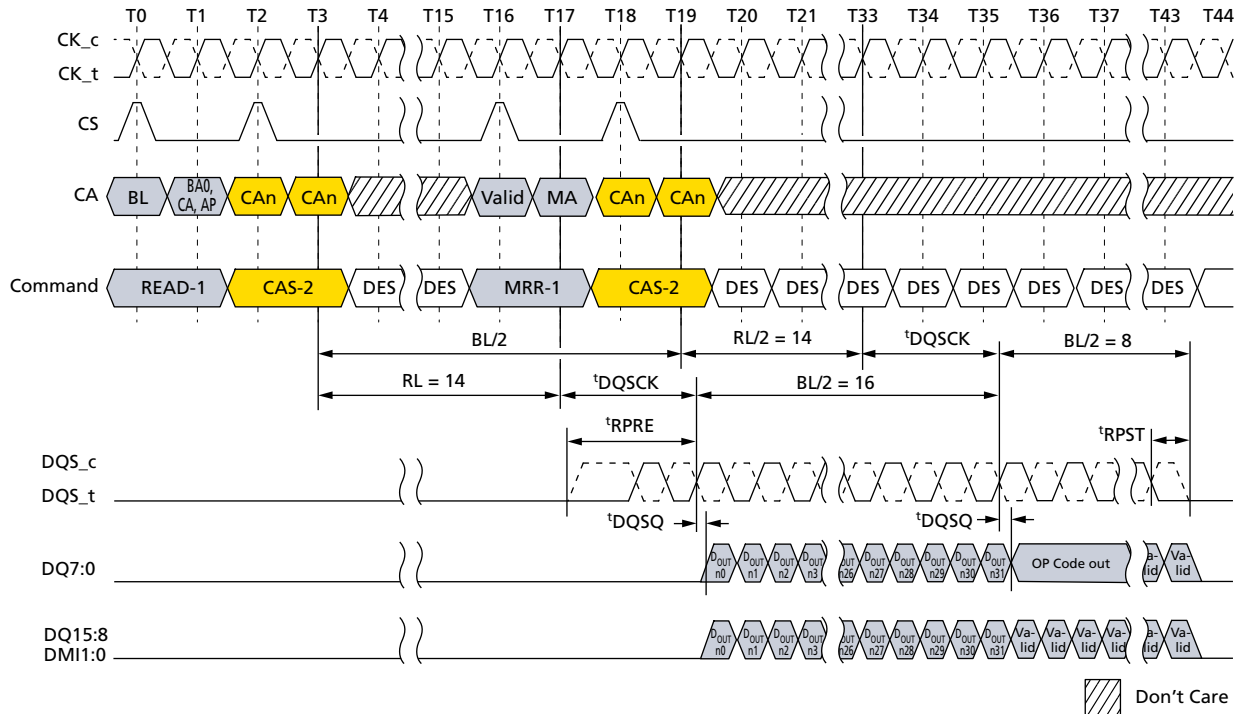 T0 T1 T2 T3 T4 T15 T16 T17 T18 T19 T20 T21 T33 T34 T35 T36 T37 T43 T44
CK_c
CK_t
CS
CA BL BA0, CA, AP CAn CAn Valid MA CAn CAn
Command READ-1 CAS-2 DES DES MRR-1 CAS-2 DES DES DES DES DES DES DES DES
BL/2 RL/2 = 14 tDQSCK BL/2 = 8
RL = 14 tDQSCK BL/2 = 16
tRPRE tRPST
DQS_c
DQS_t
tDQSQ tDQSQ
DQ7:0 DOUT n0 DOUT n1 DOUT n2 DOUT n3 DOUT n26 DOUT n27 DOUT n28 DOUT n29 DOUT n30 DOUT n31 OP Code out Va-lid Va-lid
DQ15:8
DMI1:0 DOUT n0 DOUT n1 DOUT n2 DOUT n3 DOUT n26 DOUT n27 DOUT n28 DOUT n29 DOUT n30 DOUT n31 Va-lid Va-lid Va-lid Va-lid Va-lid Va-lid
Don't Care